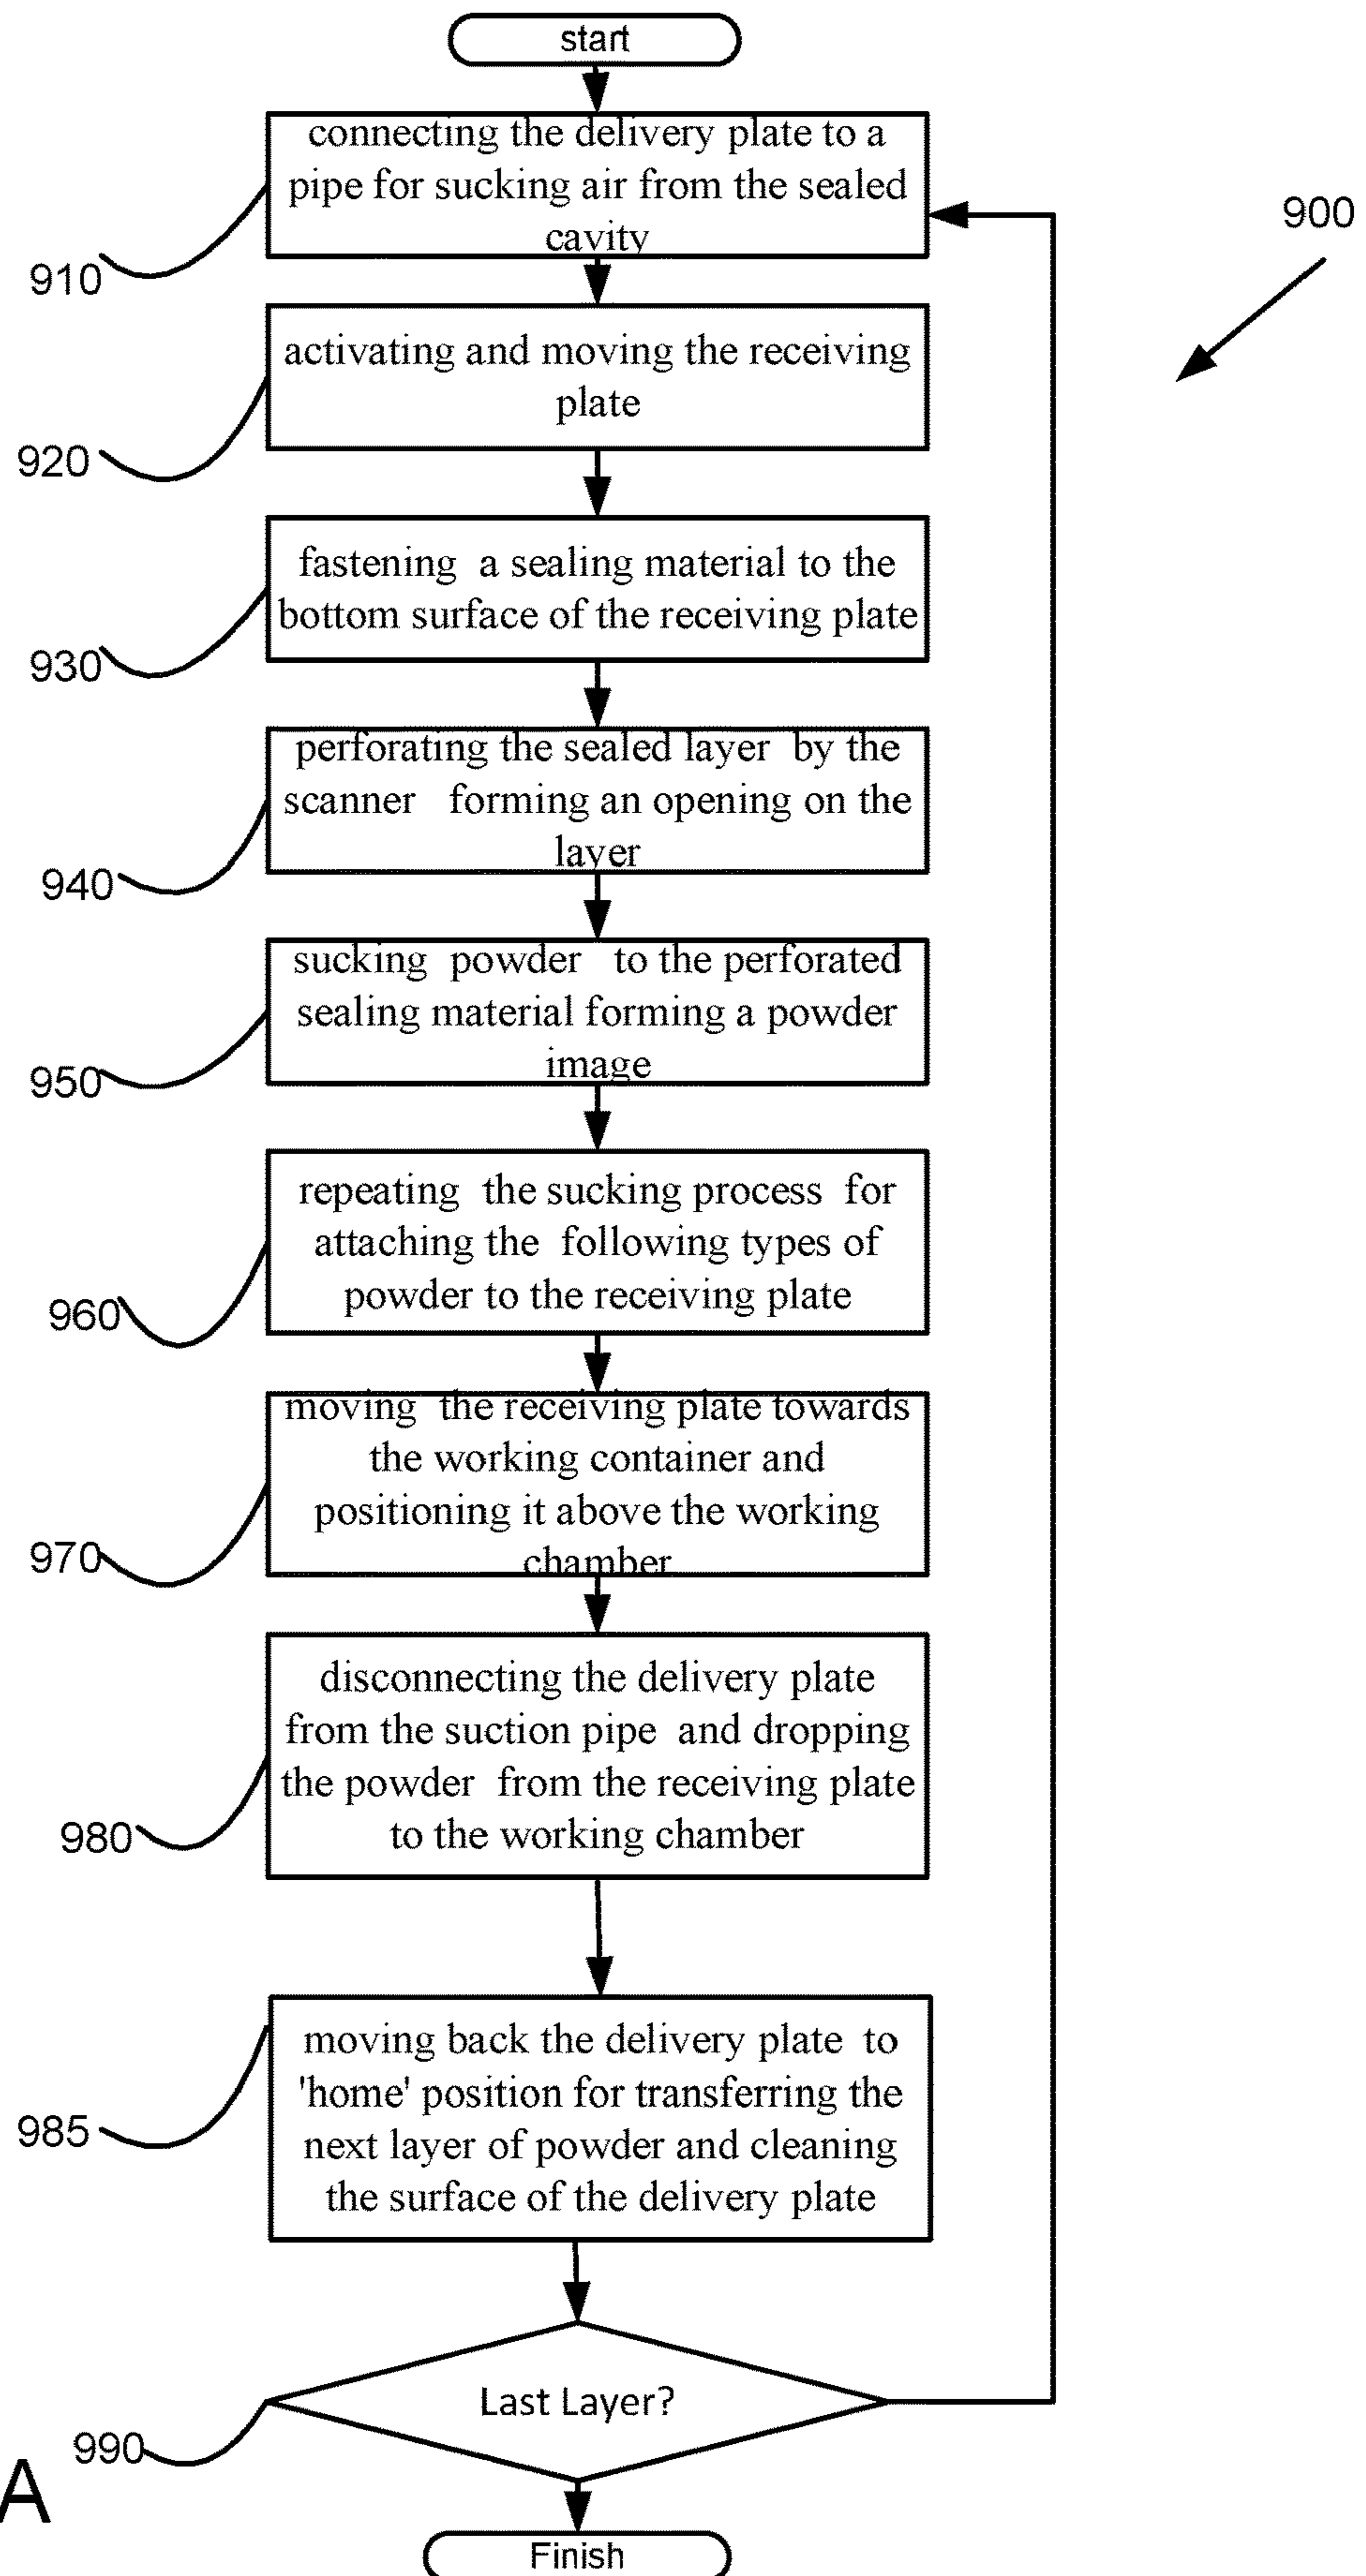 start
connecting the delivery plate to a
pipe for sucking air from the sealed
cavity
900
910
activating and moving the receiving
plate
920
fastening a sealing material to the
bottom surface of the receiving plate
930
perforating the sealed layer by the
scanner forming an opening on the
layer
940
sucking powder to the perforated
sealing material forming a powder
image
950
repeating the sucking process for
attaching the following types of
powder to the receiving plate
960
moving the receiving plate towards
the working container and
positioning it above the working
chamber
970
disconnecting the delivery plate
from the suction pipe and dropping
the powder from the receiving plate
to the working chamber
980
moving back the delivery plate to
'home' position for transferring the
next layer of powder and cleaning
the surface of the delivery plate
985
Last Layer?
990
A
Finish